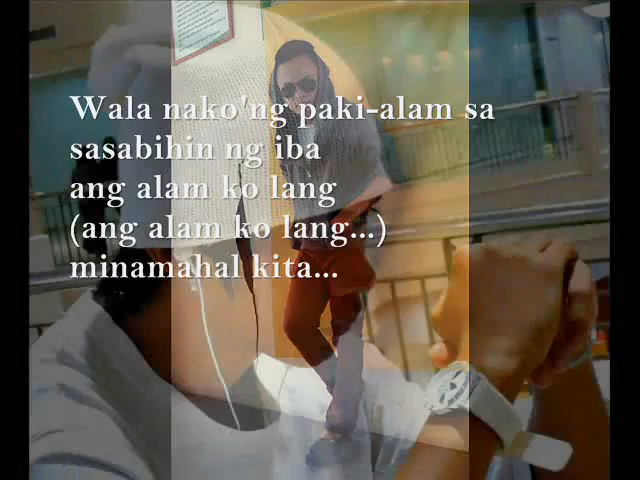 Wala nako'ng paki-alam sa
sasabihin ng iba
ang alam ko lang
(ang alam ko lang...)
minamahal kita...